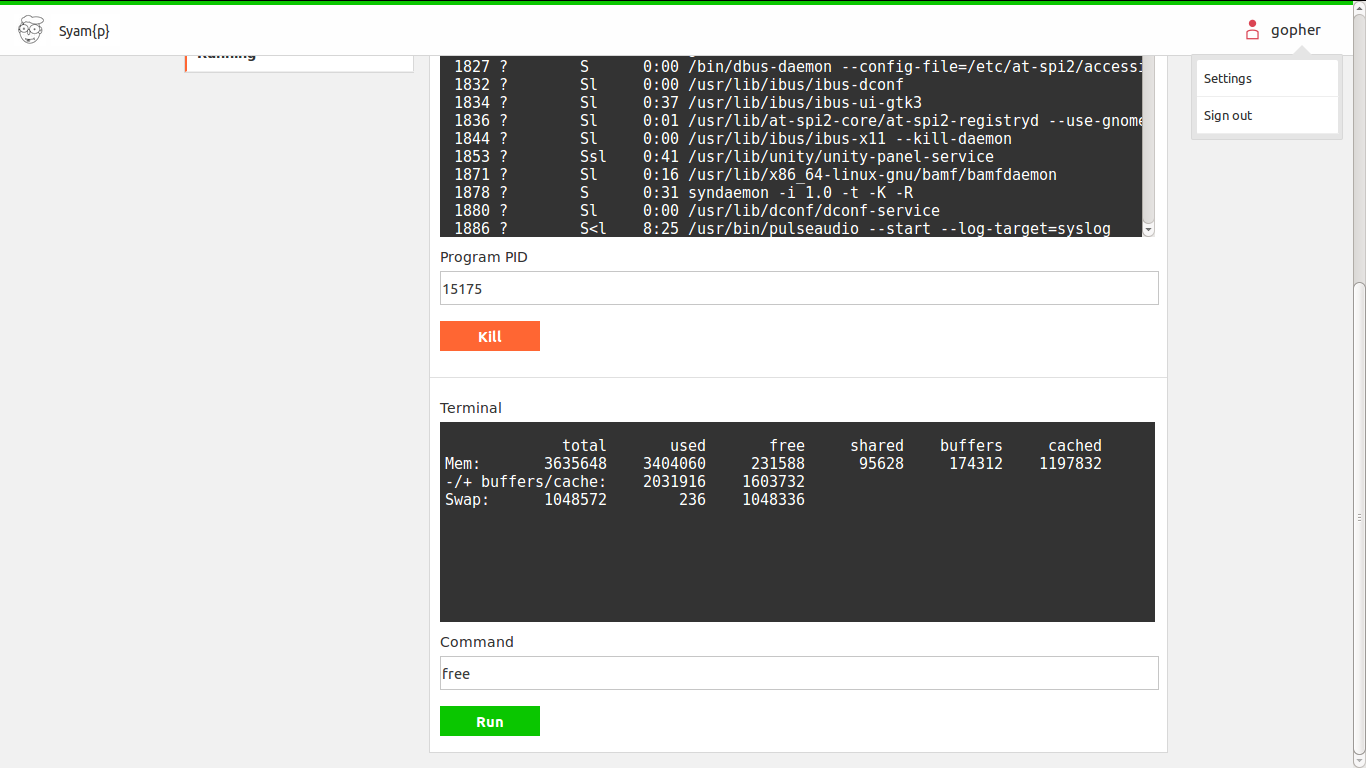 Syam{p}
gopher
Settings
Sign out
Running
1827 ? S 0:00 /bin/dbus-daemon --config-file=/etc/at-spi2/accessi
1832 ? Sl 0:00 /usr/lib/ibus/ibus-dconf
1834 ? Sl 0:37 /usr/lib/ibus/ibus-ui-gtk3
1836 ? Sl 0:01 /usr/lib/at-spi2-core/at-spi2-registryd --use-gnome
1844 ? Sl 0:00 /usr/lib/ibus/ibus-x11 --kill-daemon
1853 ? Ssl 0:41 /usr/lib/unity/unity-panel-service
1871 ? Sl 0:16 /usr/lib/x86_64-linux-gnu/bamf/bamfdaemon
1878 ? S 0:31 syndaemon -i 1.0 -t -K -R
1880 ? Sl 0:00 /usr/lib/dconf/dconf-service
1886 ? S<l 8:25 /usr/bin/pulseaudio --start --log-target=syslog
Program PID
15175
Kill
Terminal
total used free shared buffers cached
Mem: 3635648 3404060 231588 95628 174312 1197832
-/+ buffers/cache: 2031916 1603732
Swap: 1048572 236 1048336
Command
free
Run